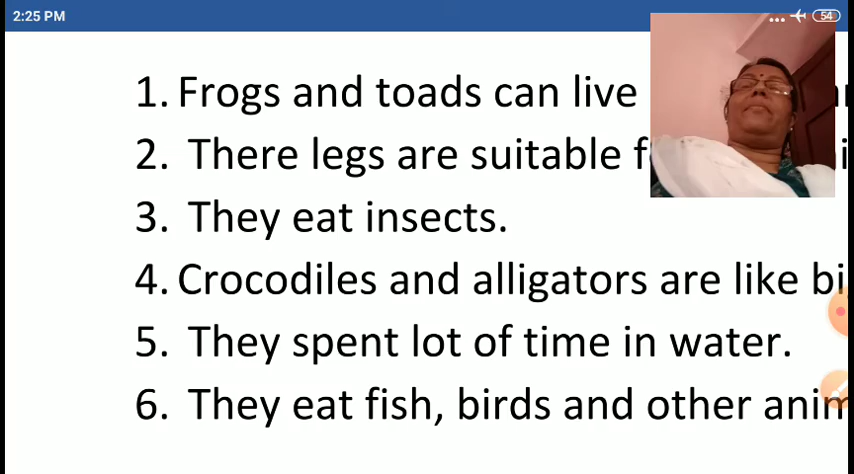 2:25 PM 54
1. Frogs and toads can live
2. There legs are suitable
3. They eat insects.
4. Crocodiles and alligators are like
5. They spent lot of time in water.
6. They eat fish, birds and other